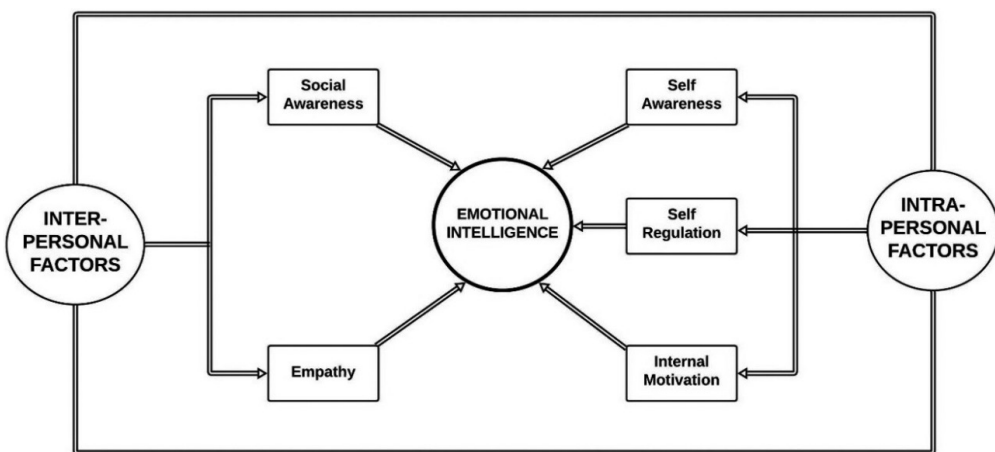 Social
Awareness
Self
Awareness
INTER-
PERSONAL
FACTORS
EMOTIONAL
INTELLIGENCE
Self
Regulation
INTRA-
PERSONAL
FACTORS
Empathy
Internal
Motivation